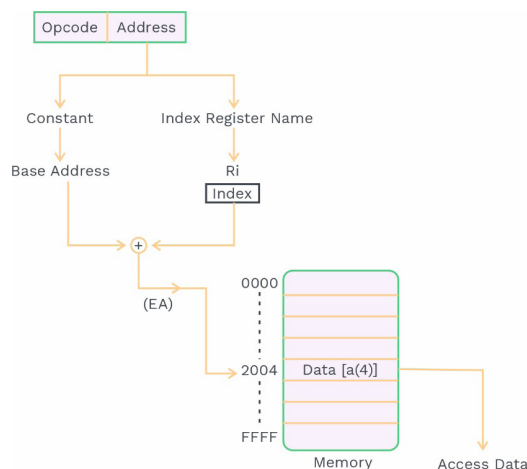 Opcode Address
Constant Index Register Name
Base Address Ri
Index
+
(EA)
0000
2004 Data [a(4)]
FFFF
Memory Access Data